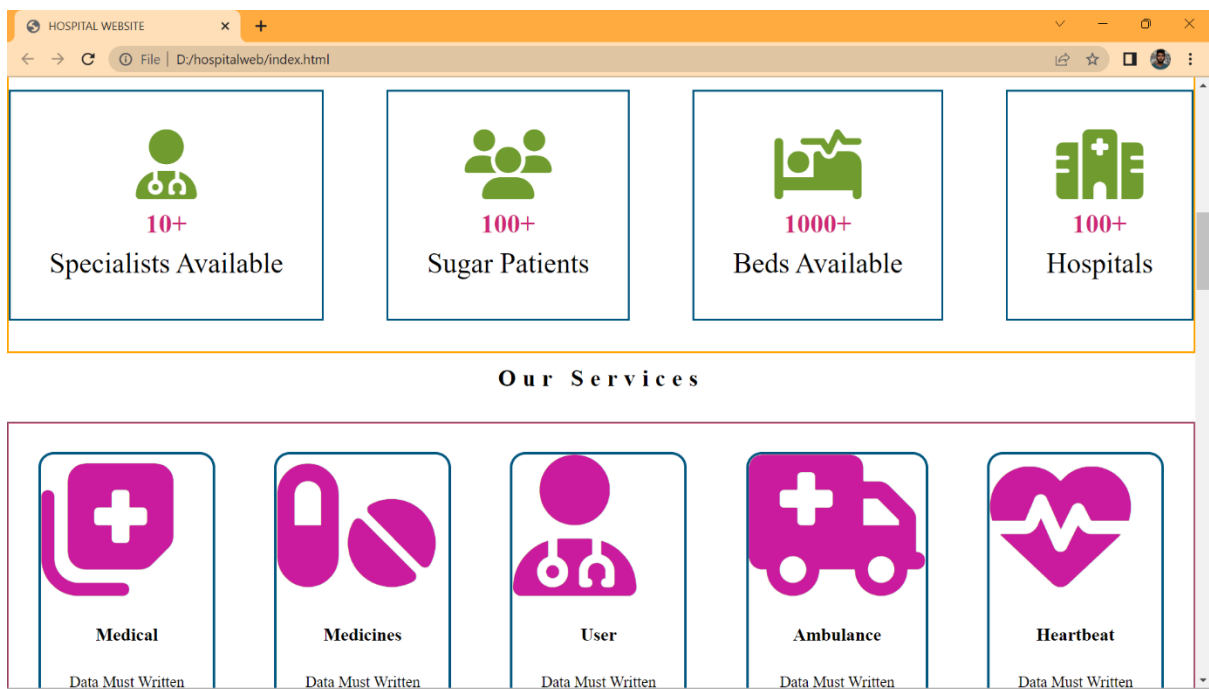 HOSPITAL WEBSITE
File | D:/hospitalweb/index.html
10+ 100+ 1000+ 100+
Specialists Available Sugar Patients Beds Available Hospitals
Our Services
Medical Medicines User Ambulance Heartbeat
Data Must Written Data Must Written Data Must Written Data Must Written Data Must Written